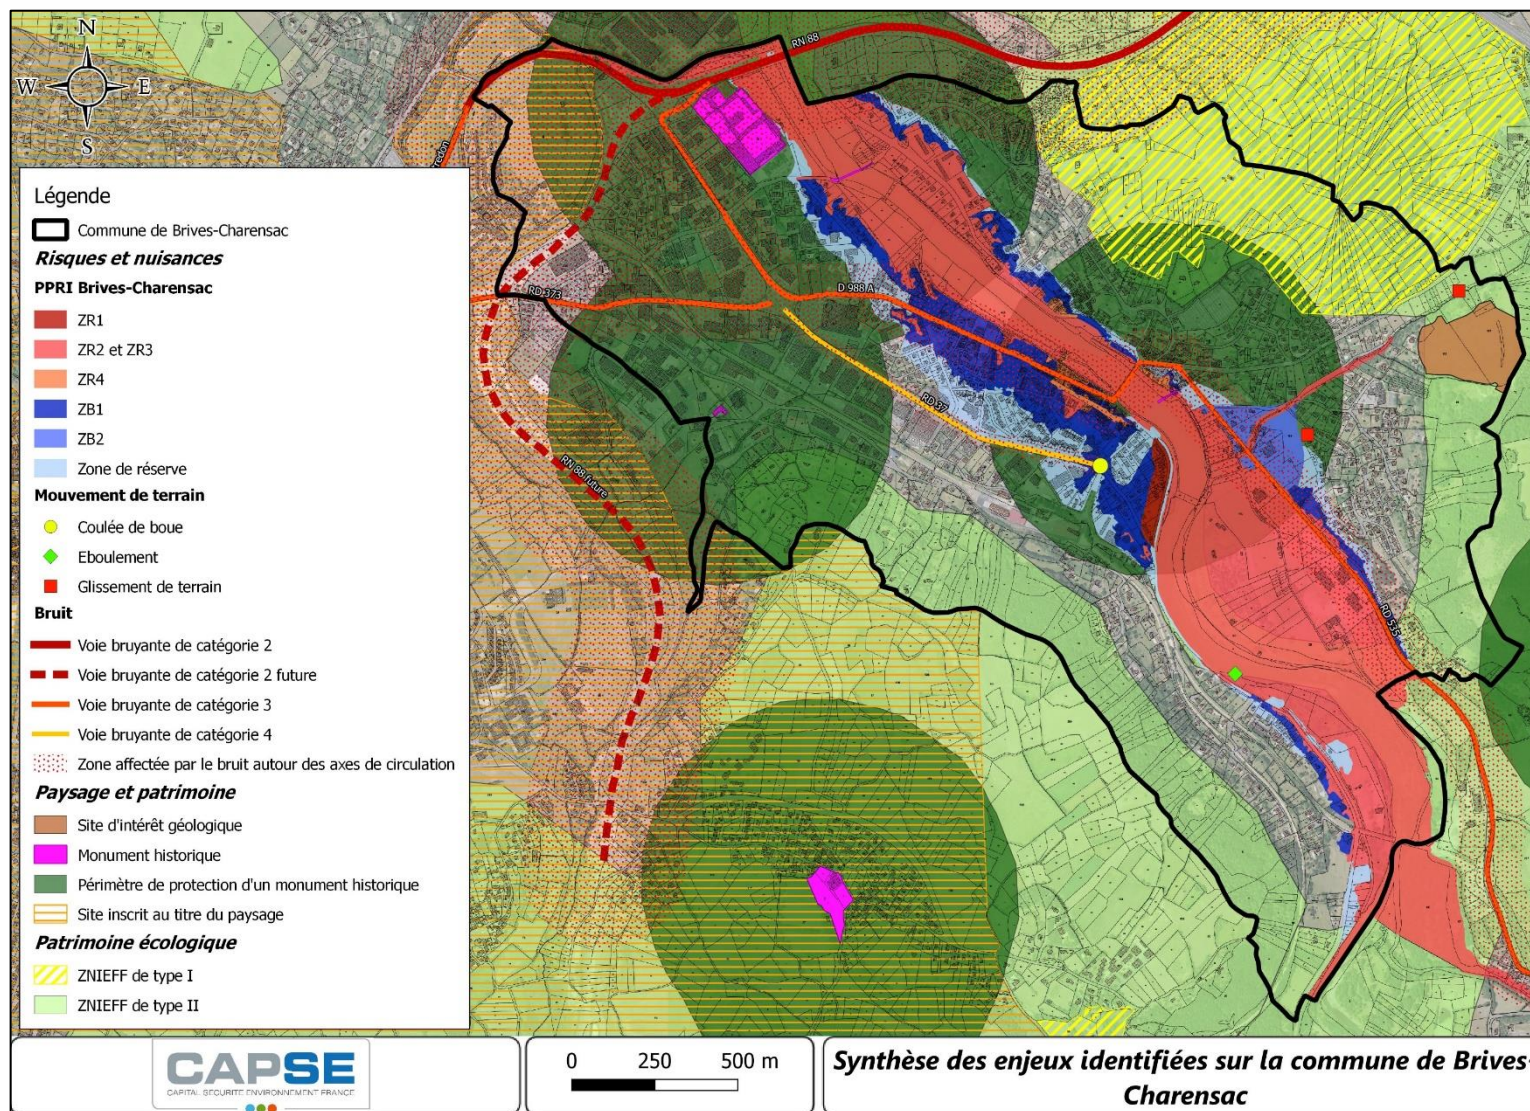 N
W
E
S
RN 88
Légende
Commune de Brives-Charensac
Risques et nuisances
PPRI Brives-Charensac
ZR1
ZR2 et ZR3
ZR4
ZB1
ZB2
Zone de réserve
Mouvement de terrain
Coulée de boue
Eboulement
Glissement de terrain
Bruit
Voie bruyante de catégorie 2
Voie bruyante de catégorie 2 future
Voie bruyante de catégorie 3
Voie bruyante de catégorie 4
Zone affectée par le bruit autour des axes de circulation
Paysage et patrimoine
Site d'intérêt géologique
Monument historique
Périmètre de protection d'un monument historique
Site inscrit au titre du paysage
Patrimoine écologique
ZNIEFF de type I
ZNIEFF de type II
RD 373
D 988 A
RD 37
RN 88 future
RD 535
CAPSE
CAPITAL SECURITE ENVIRONNEMENT FRANCE
0 250 500 m
Synthèse des enjeux identifiées sur la commune de Brives-
Charensac